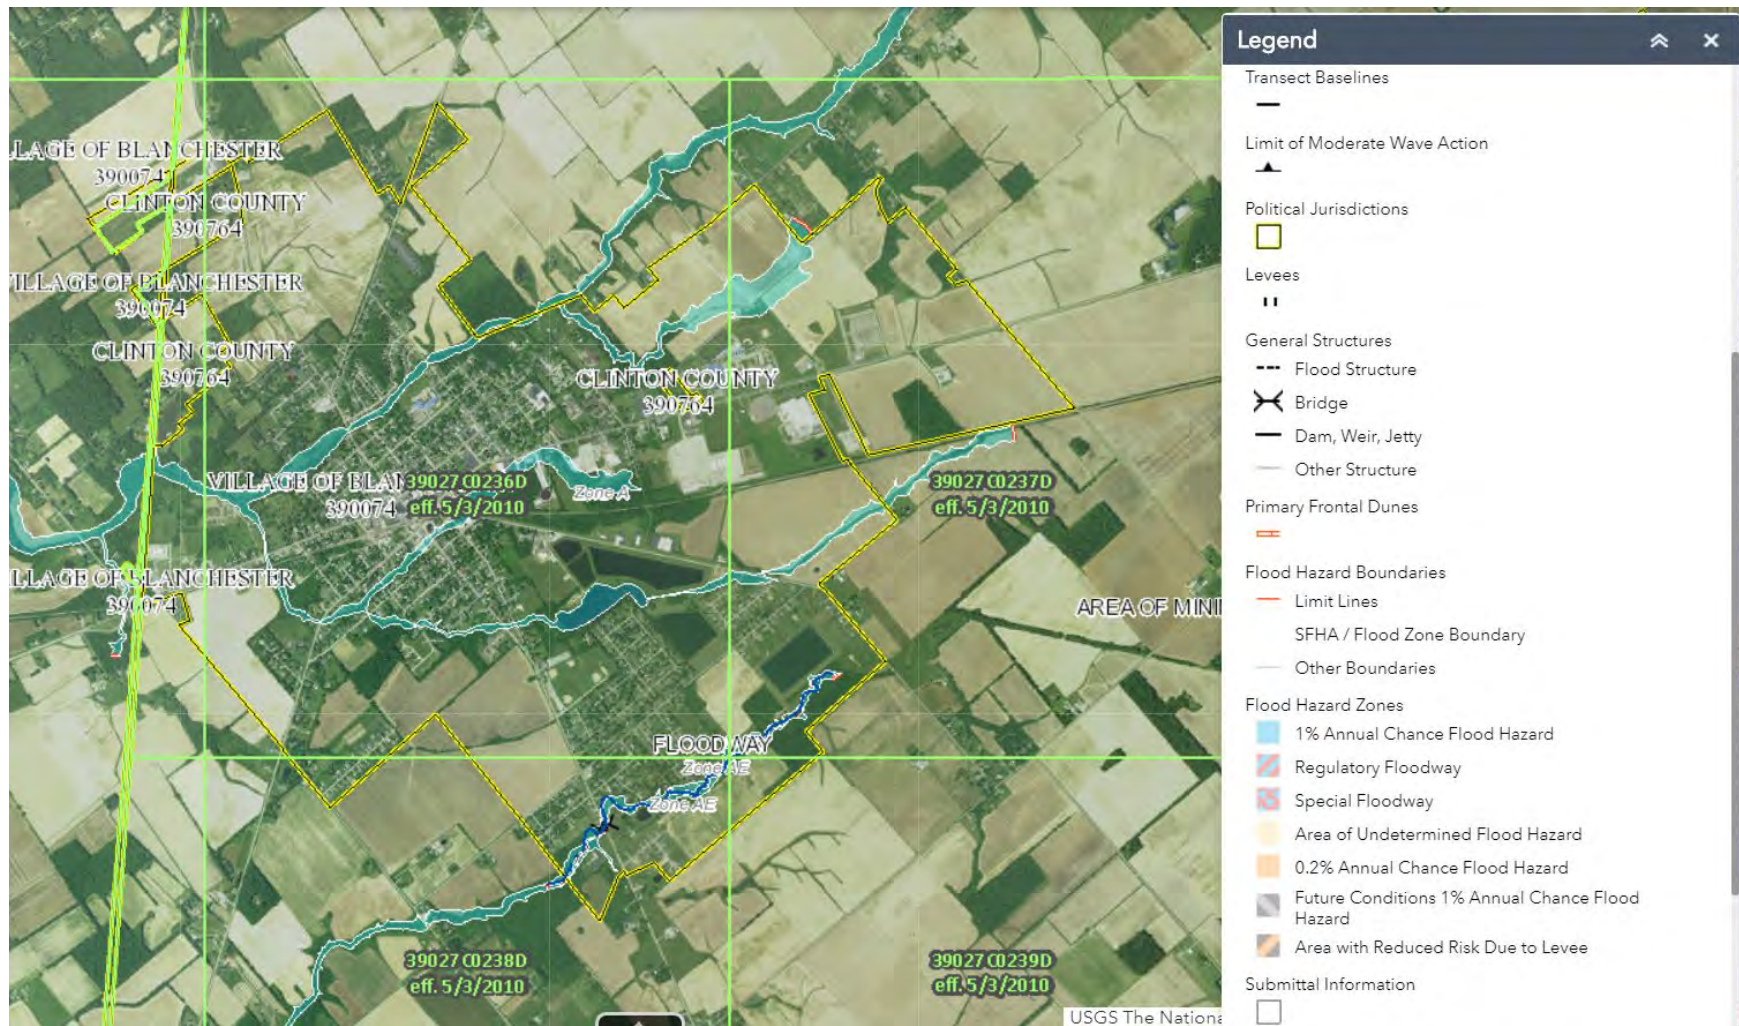 LLAGE OF BLANCHESTER
390074
CLINTON COUNTY
390764
VILLAGE OF BLANCHESTER
390074
CLINTON COUNTY
390764
CLINTON COUNTY
390764
VILLAGE OF BLAN
390074
39027C0236D
eff. 5/3/2010
Zone A
39027C0237D
eff. 5/3/2010
LLAGE OF BLANCHESTER
390074
AREA OF MINI
FLOODWAY
Zone AE
Zone AE
39027C0238D
eff. 5/3/2010
39027C0239D
eff. 5/3/2010
USGS The Nationa
Legend
Transect Baselines
Limit of Moderate Wave Action
Political Jurisdictions
Levees
General Structures
Flood Structure
Bridge
Dam, Weir, Jetty
Other Structure
Primary Frontal Dunes
Flood Hazard Boundaries
Limit Lines
SFHA / Flood Zone Boundary
Other Boundaries
Flood Hazard Zones
1% Annual Chance Flood Hazard
Regulatory Floodway
Special Floodway
Area of Undetermined Flood Hazard
0.2% Annual Chance Flood Hazard
Future Conditions 1% Annual Chance Flood
Hazard
Area with Reduced Risk Due to Levee
Submittal Information